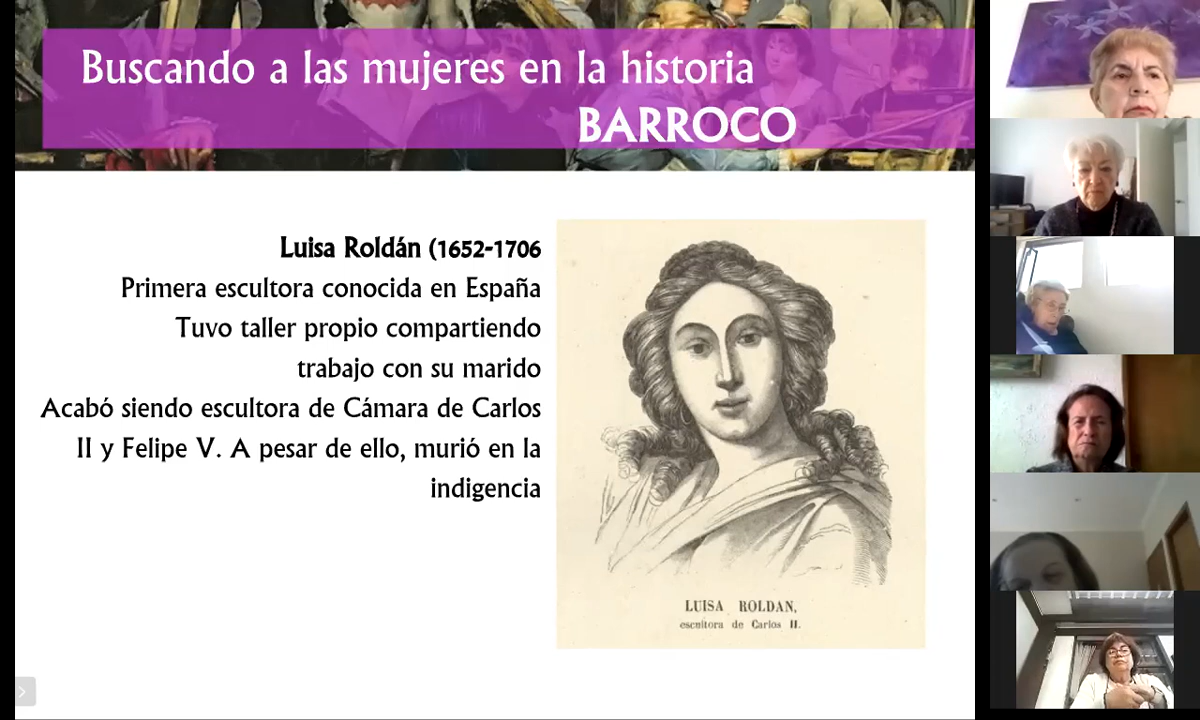 Buscando a las mujeres en la historia
BARROCO
Luisa Roldán (1652-1706
Primera escultora conocida en España
Tuvo taller propio compartiendo
trabajo con su marido
Acabó siendo escultora de Cámara de Carlos
II y Felipe V. A pesar de ello, murió en la
indigencia
LUISA ROLDAN,
escultora de Carlos II.